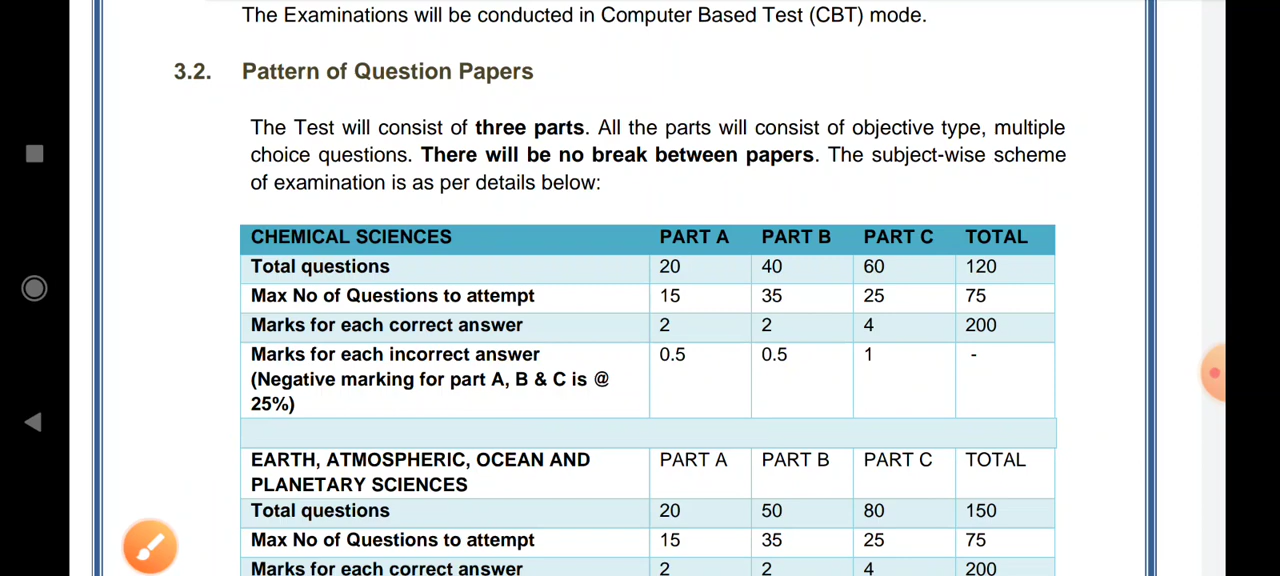 The Examinations will be conducted in Computer Based Test (CBT) mode.
3.2. Pattern of Question Papers
The Test will consist of three parts. All the parts will consist of objective type, multiple
choice questions. There will be no break between papers. The subject-wise scheme
of examination is as per details below:
CHEMICAL SCIENCES PART A PART B PART C TOTAL
Total questions 20 40 60 120
Max No of Questions to attempt 15 35 25 75
Marks for each correct answer 2 2 4 200
Marks for each incorrect answer 0.5 0.5 1 -
(Negative marking for part A, B & C is @
25%)
EARTH, ATMOSPHERIC, OCEAN AND PART A PART B PART C TOTAL
PLANETARY SCIENCES
Total questions 20 50 80 150
Max No of Questions to attempt 15 35 25 75
Marks for each correct answer 2 2 4 200